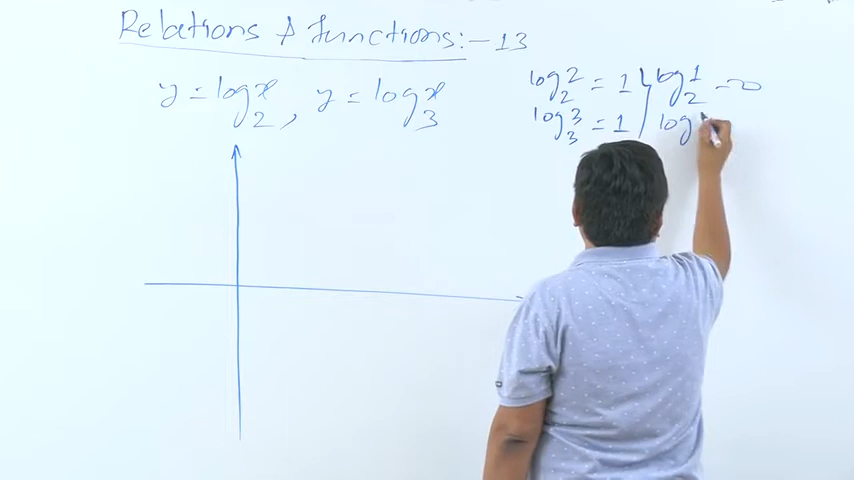 Relations & functions:-13
y = log₂ˣ, y = log₃ˣ
log₂² = 1 / log₂¹ = 0
log₃³ = 1 / log